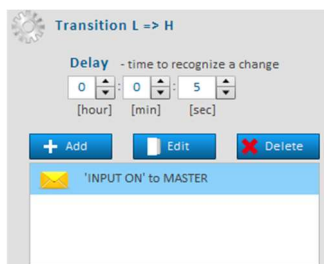 Transition L => H
Delay - time to recognize a change
0 : 0 : 5
[hour] [min] [sec]
Add Edit Delete
'INPUT ON' to MASTER